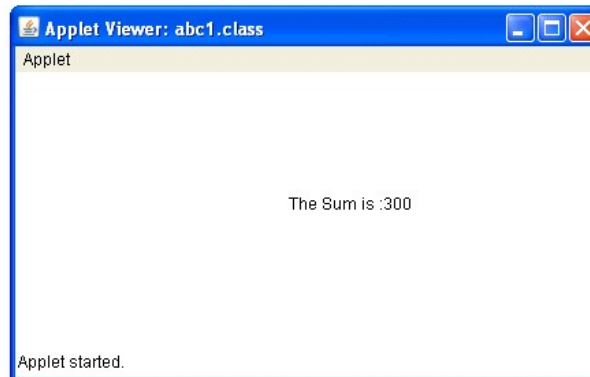 Applet Viewer: abc1.class
Applet
The Sum is :300
Applet started.